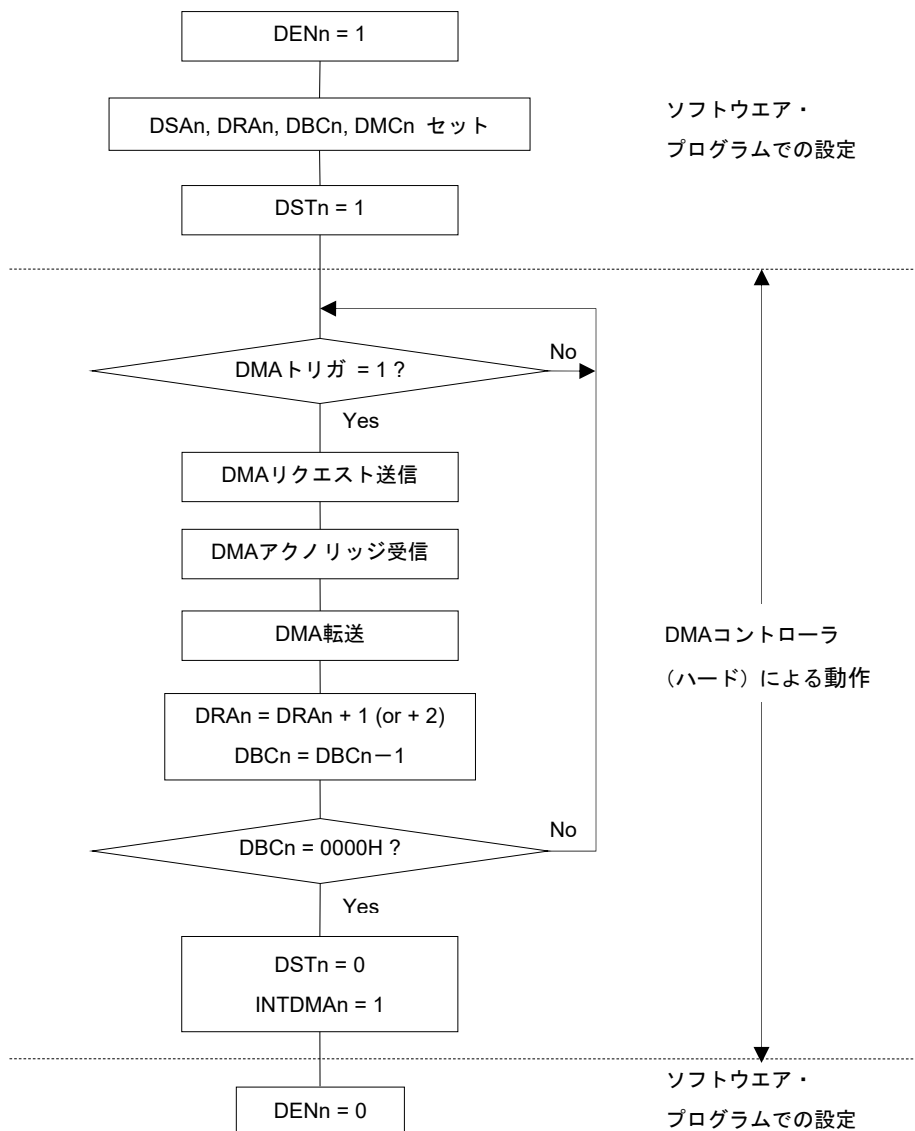 DENn = 1
DSAn, DRAn, DBCn, DMCn セット
ソフトウエア・
プログラムでの設定
DSTn = 1
DMAトリガ = 1 ?
No
Yes
DMAリクエスト送信
DMAアクノリッジ受信
DMA転送
DMAコントローラ
（ハード）による動作
DRAn = DRAn + 1 (or + 2)
DBCn = DBCn－1
DBCn = 0000H ?
No
Yes
DSTn = 0
INTDMAn = 1
DENn = 0
ソフトウエア・
プログラムでの設定